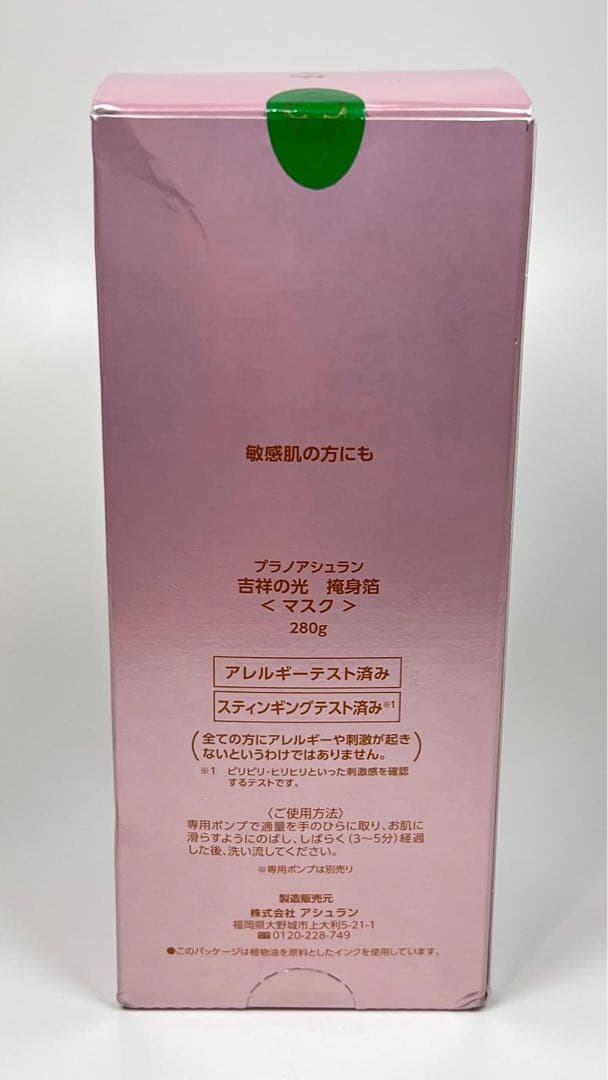 敏感肌の方にも
プラノアシュラン
吉祥の光 掩身箔
＜ マスク ＞
280g
アレルギーテスト済み
スティンギングテスト済み※1
（全ての方にアレルギーや刺激が起き
ないというわけではありません。）
※1 ピリピリ・ヒリヒリといった刺激感を確認
するテストです。
〈ご使用方法〉
専用ポンプで適量を手のひらに取り、お肌に
滑らすようにのばし、しばらく（3～5分）経過
した後、洗い流してください。
※専用ポンプは別売り
製造販売元
株式会社 アシュラン
福岡県大野城市上大利5-21-1
0120-228-749
●このパッケージは植物油を原料としたインクを使用しています。